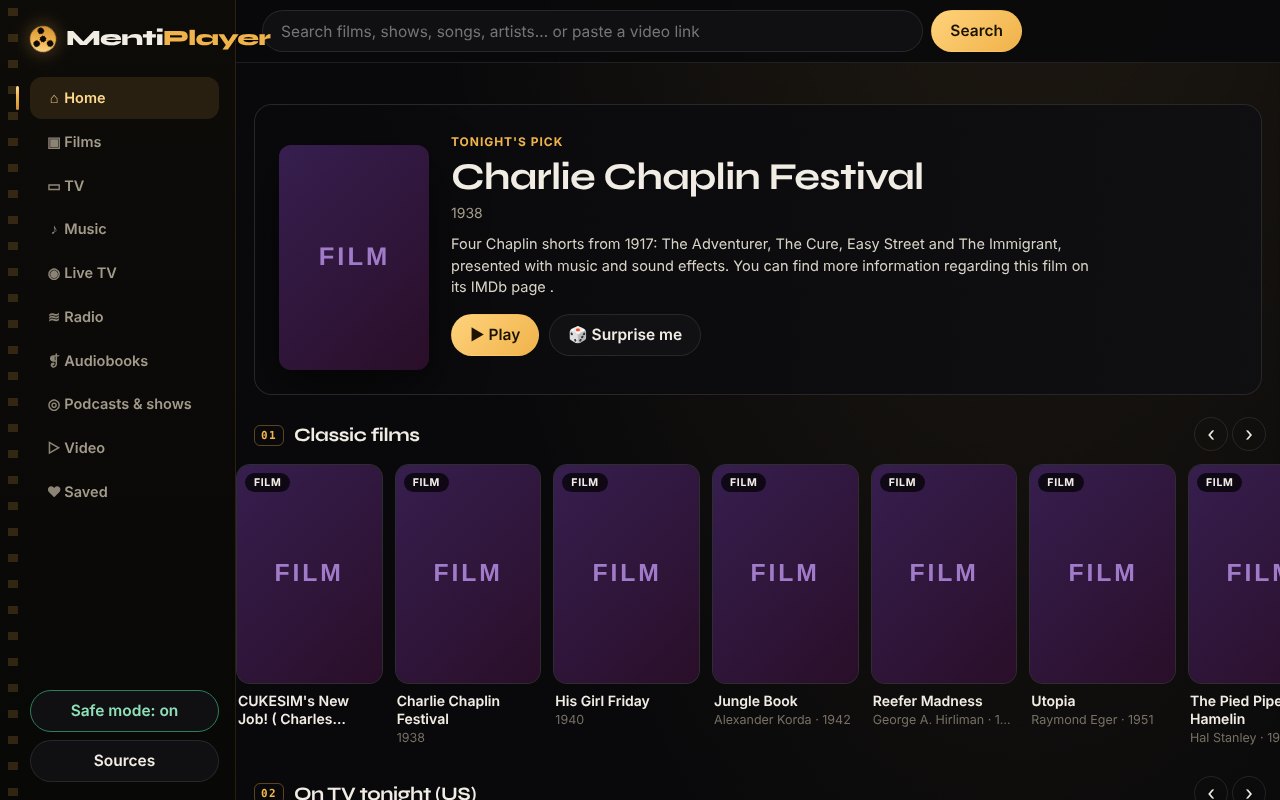 MentiPlayer
Search films, shows, songs, artists... or paste a video link
Search
Home
Films
TV
Music
Live TV
Radio
Audiobooks
Podcasts & shows
Video
Saved
Safe mode: on
Sources
TONIGHT'S PICK
Charlie Chaplin Festival
1938
Four Chaplin shorts from 1917: The Adventurer, The Cure, Easy Street and The Immigrant,
presented with music and sound effects. You can find more information regarding this film on
its IMDb page .
FILM
▶ Play
🎲 Surprise me
01 Classic films
FILM
FILM
CUKESIM's New
Job! ( Charles...
FILM
FILM
Charlie Chaplin
Festival
1938
FILM
FILM
His Girl Friday
1940
FILM
FILM
Jungle Book
Alexander Korda · 1942
FILM
FILM
Reefer Madness
George A. Hirliman · 1...
FILM
FILM
Utopia
Raymond Eger · 1951
FILM
The Pied
Hamelin
Hal Stanley
02 On TV tonight (US)